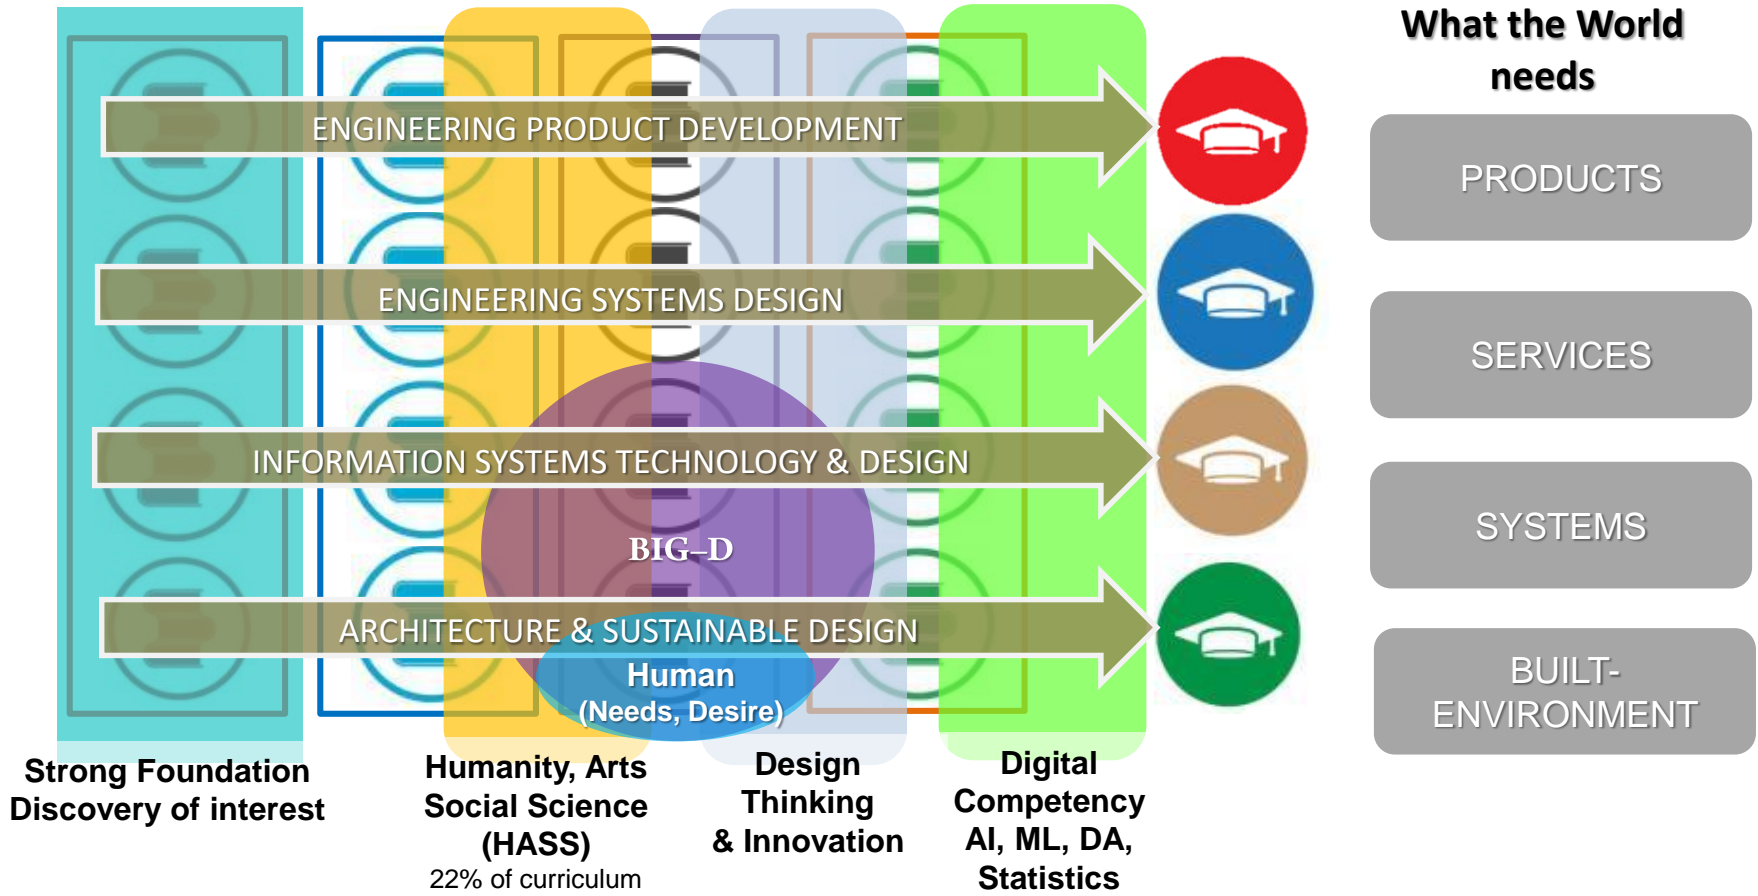 What the World
needs
ENGINEERING PRODUCT DEVELOPMENT
PRODUCTS
ENGINEERING SYSTEMS DESIGN
SERVICES
INFORMATION SYSTEMS TECHNOLOGY & DESIGN
SYSTEMS
BIG–D
ARCHITECTURE & SUSTAINABLE DESIGN
Human
(Needs, Desire)
BUILT-
ENVIRONMENT
Strong Foundation
Discovery of interest
Humanity, Arts
Social Science
(HASS)
22% of curriculum
Design
Thinking
& Innovation
Digital
Competency
AI, ML, DA,
Statistics